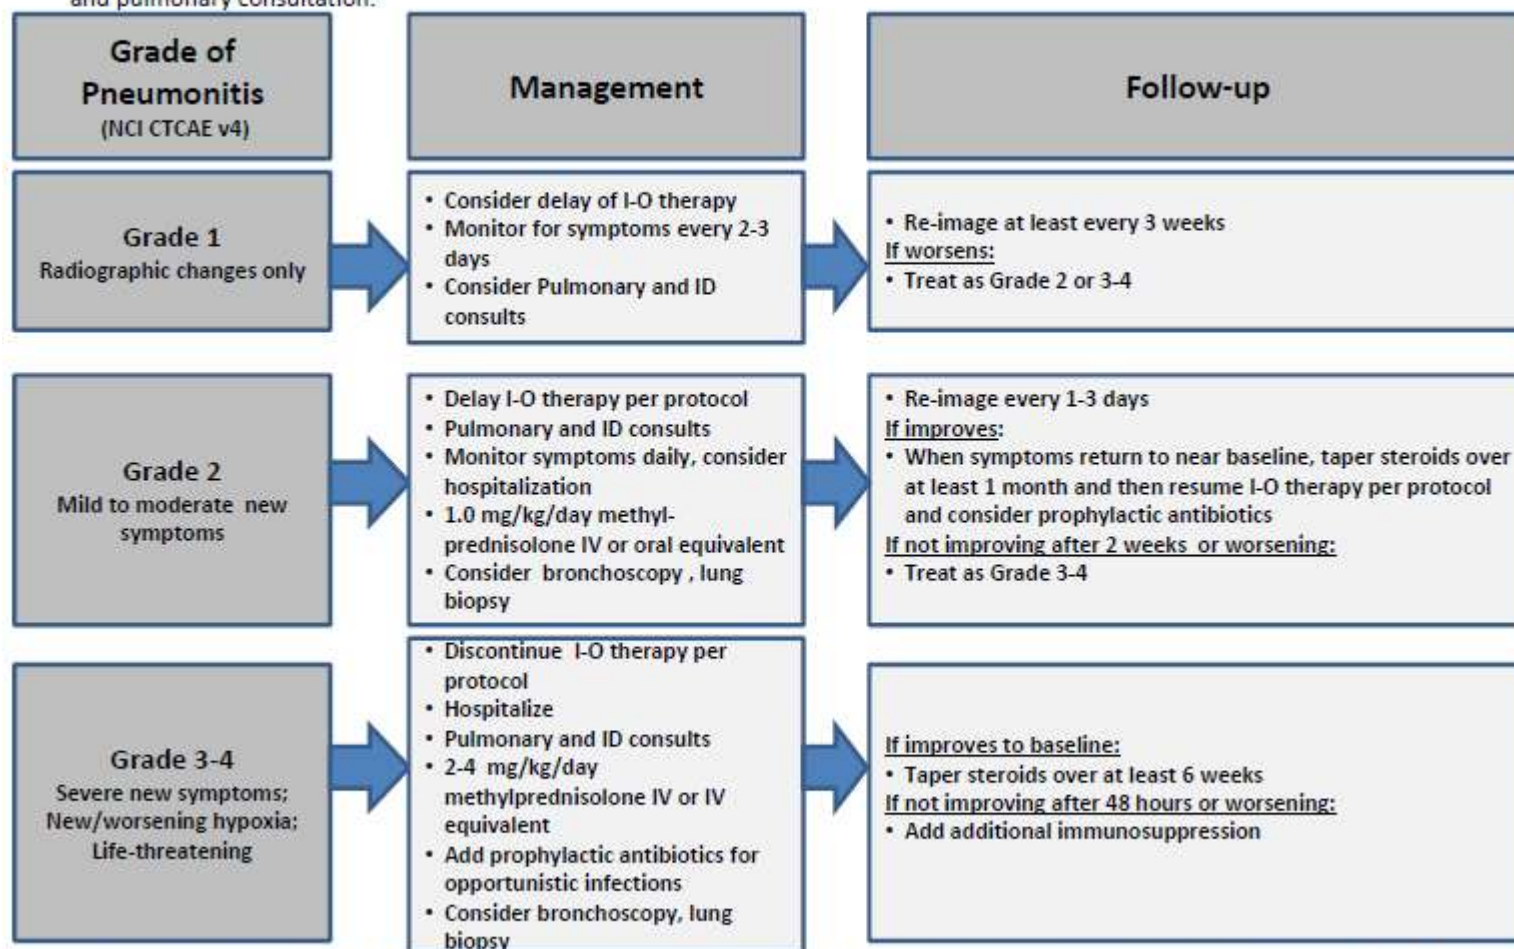 and pulmonary consultation.
Grade of
Pneumonitis
(NCI CTCAE v4)
Management
Follow-up
Grade 1
Radiographic changes only
• Consider delay of I-O therapy
• Monitor for symptoms every 2-3
days
• Consider Pulmonary and ID
consults
• Re-image at least every 3 weeks
If worsens:
• Treat as Grade 2 or 3-4
Grade 2
Mild to moderate new
symptoms
• Delay I-O therapy per protocol
• Pulmonary and ID consults
• Monitor symptoms daily, consider
hospitalization
• 1.0 mg/kg/day methyl-
prednisolone IV or oral equivalent
• Consider bronchoscopy , lung
biopsy
• Re-image every 1-3 days
If improves:
• When symptoms return to near baseline, taper steroids over
at least 1 month and then resume I-O therapy per protocol
and consider prophylactic antibiotics
If not improving after 2 weeks or worsening:
• Treat as Grade 3-4
Grade 3-4
Severe new symptoms;
New/worsening hypoxia;
Life-threatening
• Discontinue I-O therapy per
protocol
• Hospitalize
• Pulmonary and ID consults
• 2-4 mg/kg/day
methylprednisolone IV or IV
equivalent
• Add prophylactic antibiotics for
opportunistic infections
• Consider bronchoscopy, lung
biopsy
If improves to baseline:
• Taper steroids over at least 6 weeks
If not improving after 48 hours or worsening:
• Add additional immunosuppression